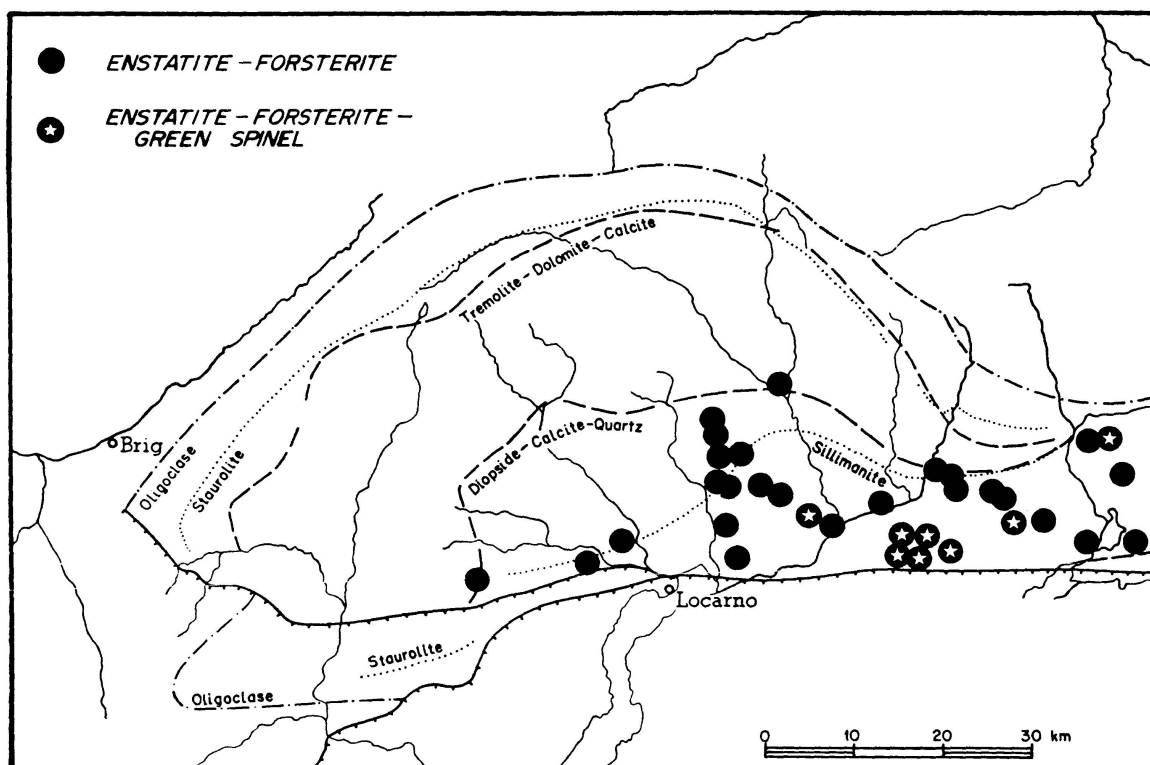 ENSTATITE-FORSTERITE
ENSTATITE-FORSTERITE-
GREEN SPINEL
Tremolite-Dolomite-Calcite
Brig
Oligoclase
Staurolite
Diopside-Calcite-Quartz
Sillimanite
Locarno
Staurolite
Oligoclase
0 10 20 30 km